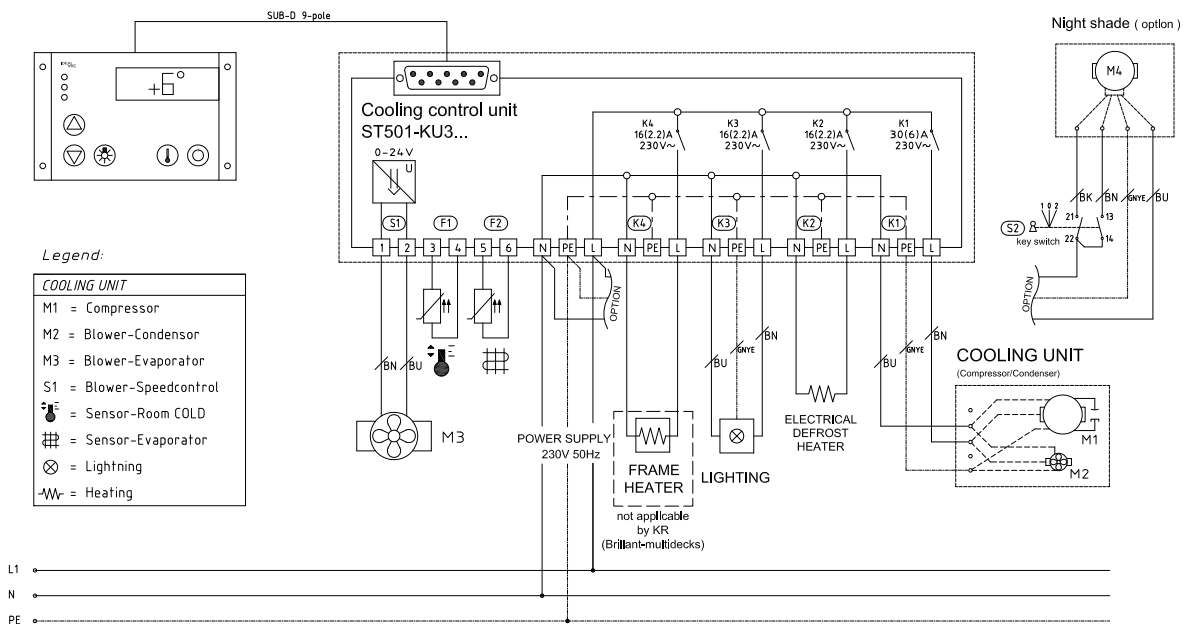 SUB-D 9-pole
+6°
Cooling control unit
ST501-KU3...
0-24V
U
K4
16(2.2)A
230V~
K3
16(2.2)A
230V~
K2
16(2.2)A
230V~
K1
30(6)A
230V~
S1 F1 F2 K4 K3 K2 K1
1 2 3 4 5 6 N PE L N PE L N PE L N PE L N PE L
OPTION
BN BU
M3
POWER SUPPLY
230V 50Hz
FRAME
HEATER
not applicable
by KR
(Brillant-multidecks)
BU GNYE BN
LIGHTING
ELECTRICAL
DEFROST
HEATER
BU GNYE BN
COOLING UNIT
(Compressor/Condenser)
M1
M2
Night shade ( option )
M4
BK BN GNYE BU
S2
1 0 2
key switch
21 13
22 14
OPTION
Legend:
COOLING UNIT
M1 = Compressor
M2 = Blower-Condensor
M3 = Blower-Evaporator
S1 = Blower-Speedcontrol
= Sensor-Room COLD
= Sensor-Evaporator
= Lightning
= Heating
L1
N
PE